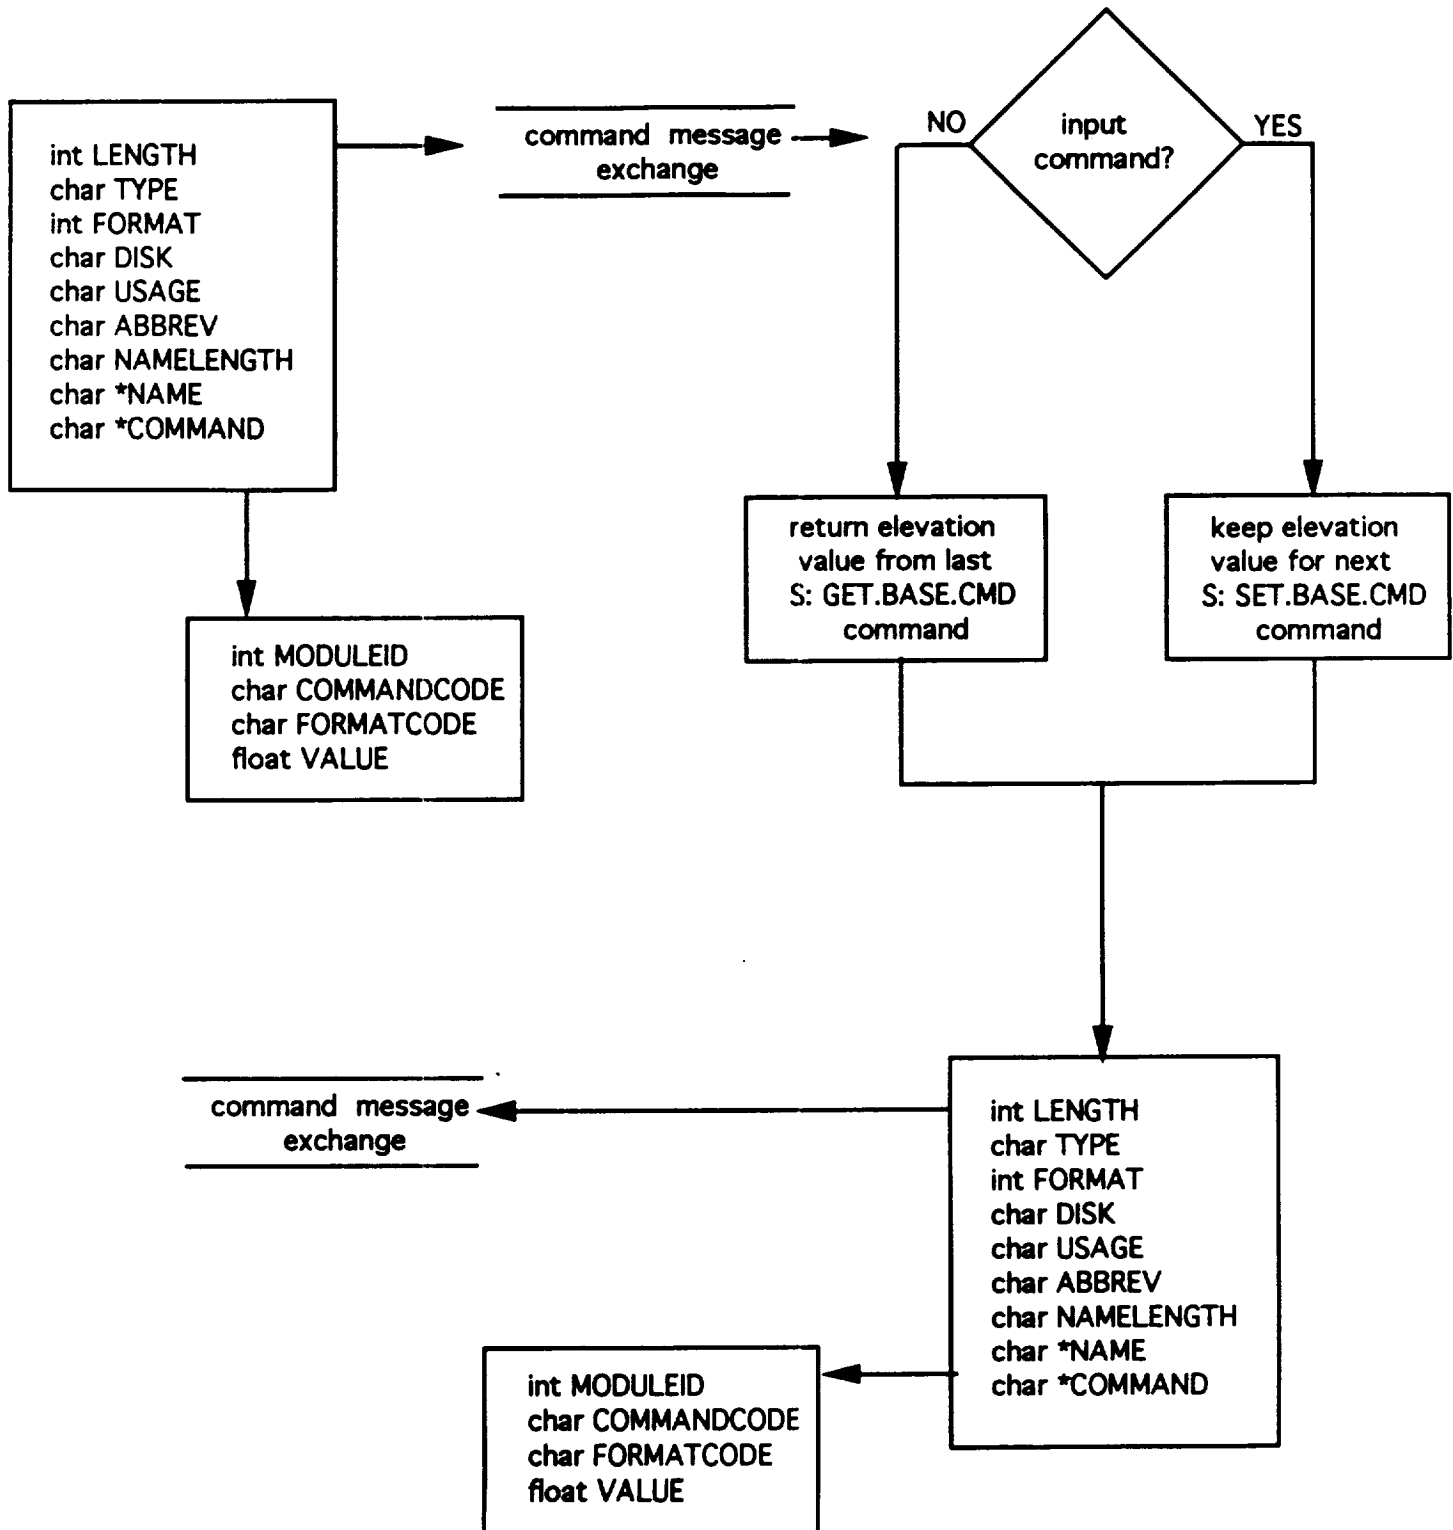 int LENGTH
char TYPE
int FORMAT
char DISK
char USAGE
char ABBREV
char NAMELENGTH
char *NAME
char *COMMAND
command message
exchange
NO
input
command?
YES
int MODULEID
char COMMANDCODE
char FORMATCODE
float VALUE
return elevation
value from last
S: GET.BASE.CMD
command
keep elevation
value for next
S: SET.BASE.CMD
command
command message
exchange
int LENGTH
char TYPE
int FORMAT
char DISK
char USAGE
char ABBREV
char NAMELENGTH
char *NAME
char *COMMAND
int MODULEID
char COMMANDCODE
char FORMATCODE
float VALUE